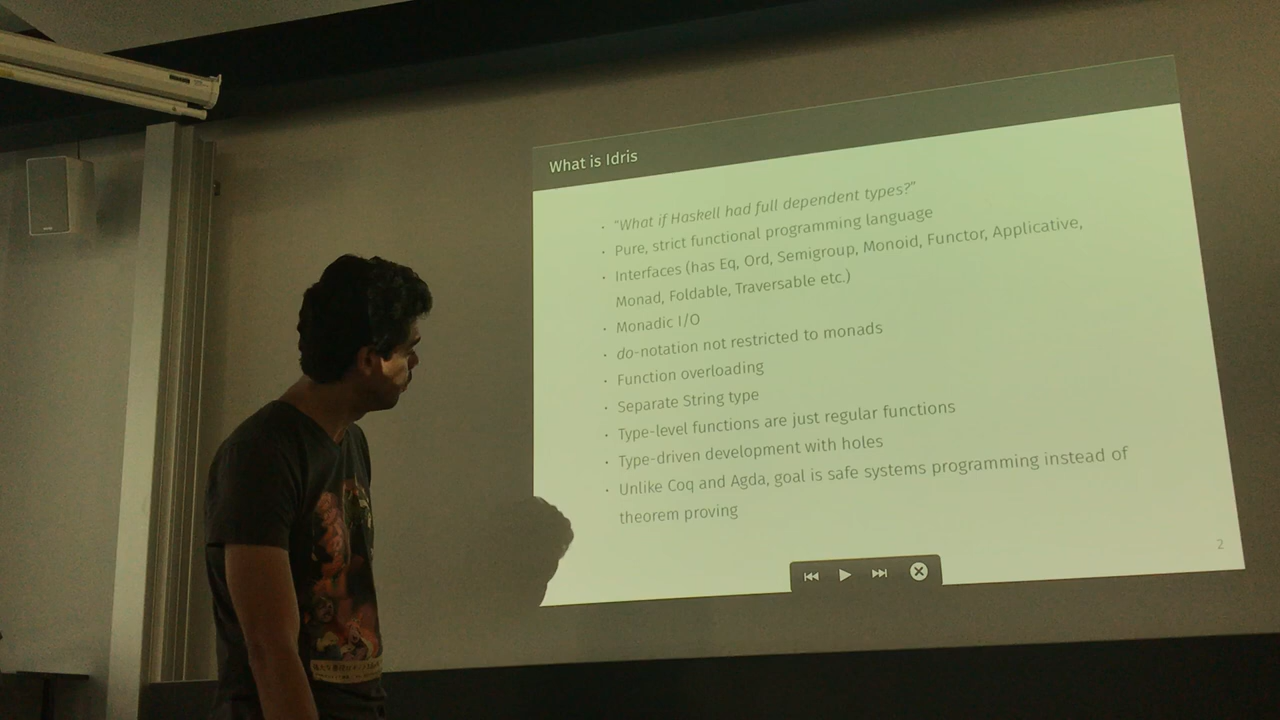 What is Idris
· "What if Haskell had full dependent types?"
· Pure, strict functional programming language
· Interfaces (has Eq, Ord, Semigroup, Monoid, Functor, Applicative,
Monad, Foldable, Traversable etc.)
· Monadic I/O
· do-notation not restricted to monads
· Function overloading
· Separate String type
· Type-level functions are just regular functions
· Type-driven development with holes
· Unlike Coq and Agda, goal is safe systems programming instead of
theorem proving
2